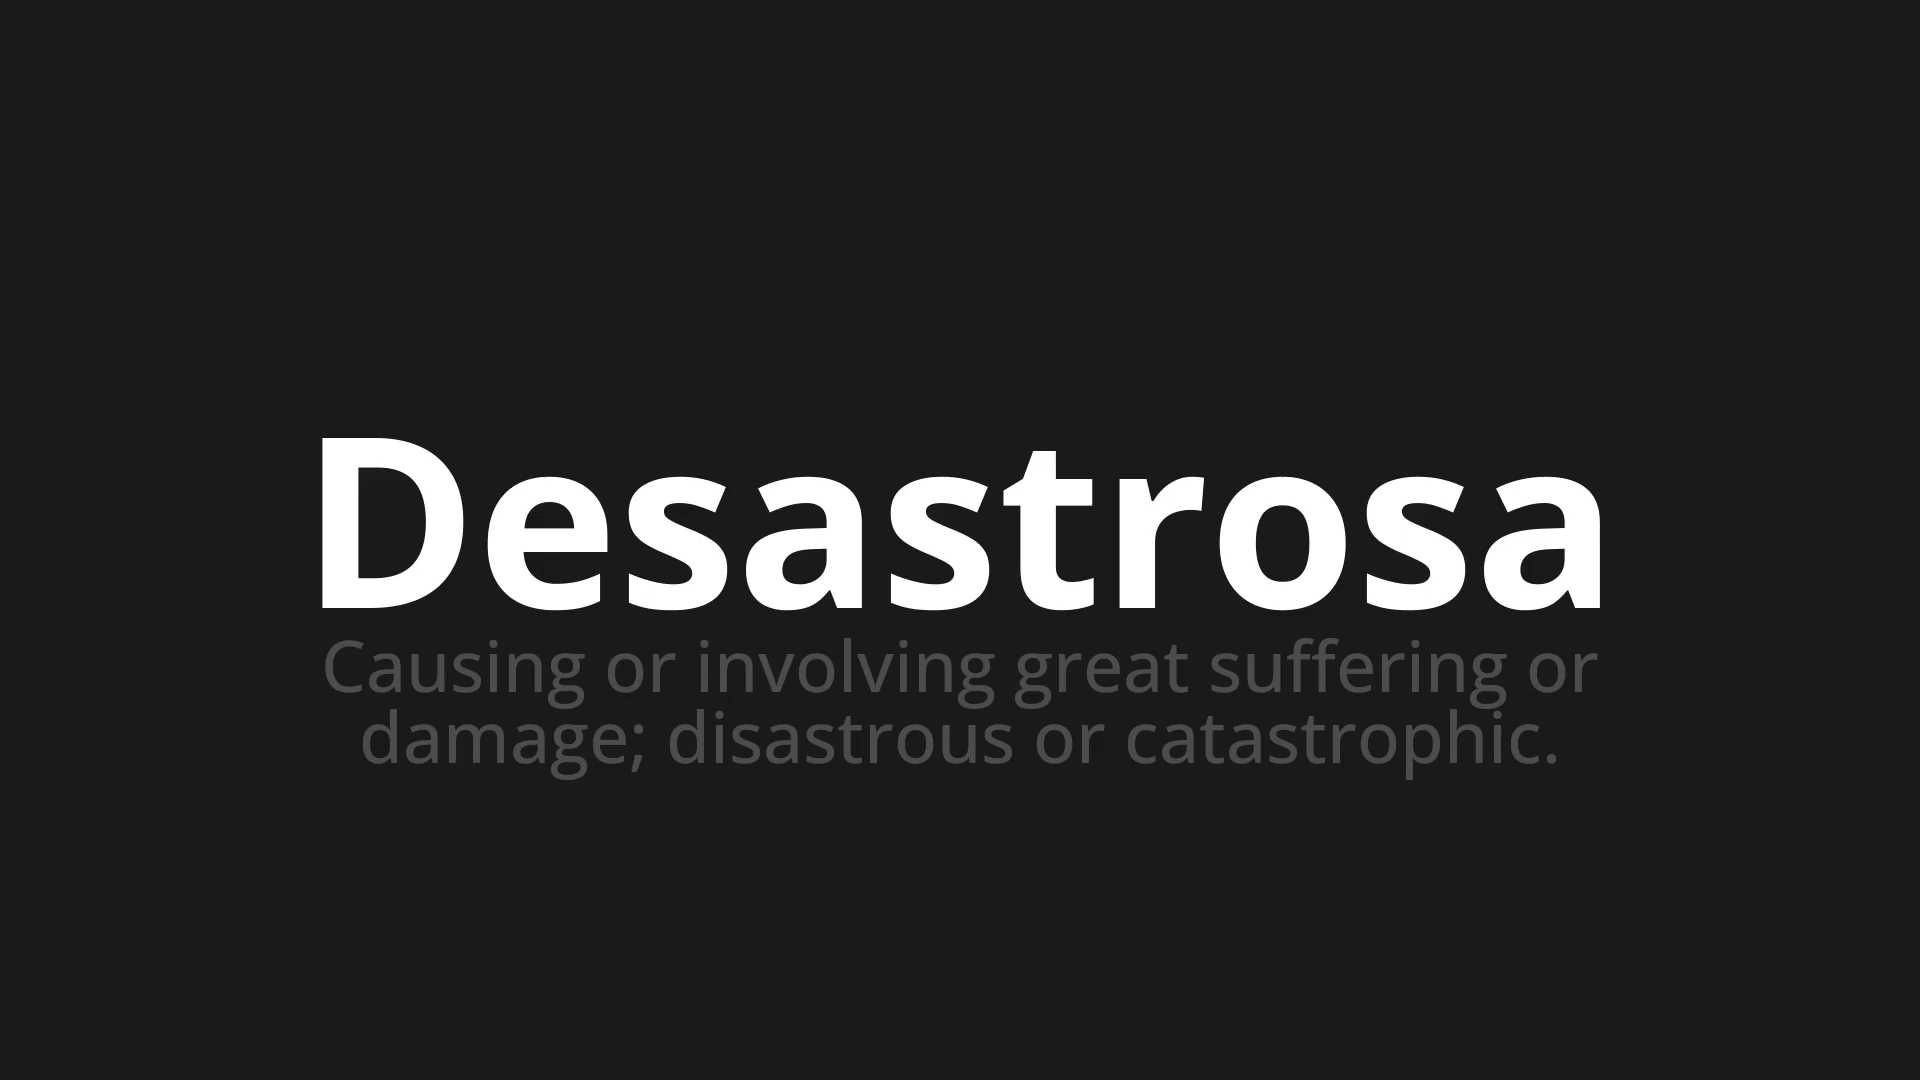 Desastrosa
Causing or involving great suffering or
damage; disastrous or catastrophic.